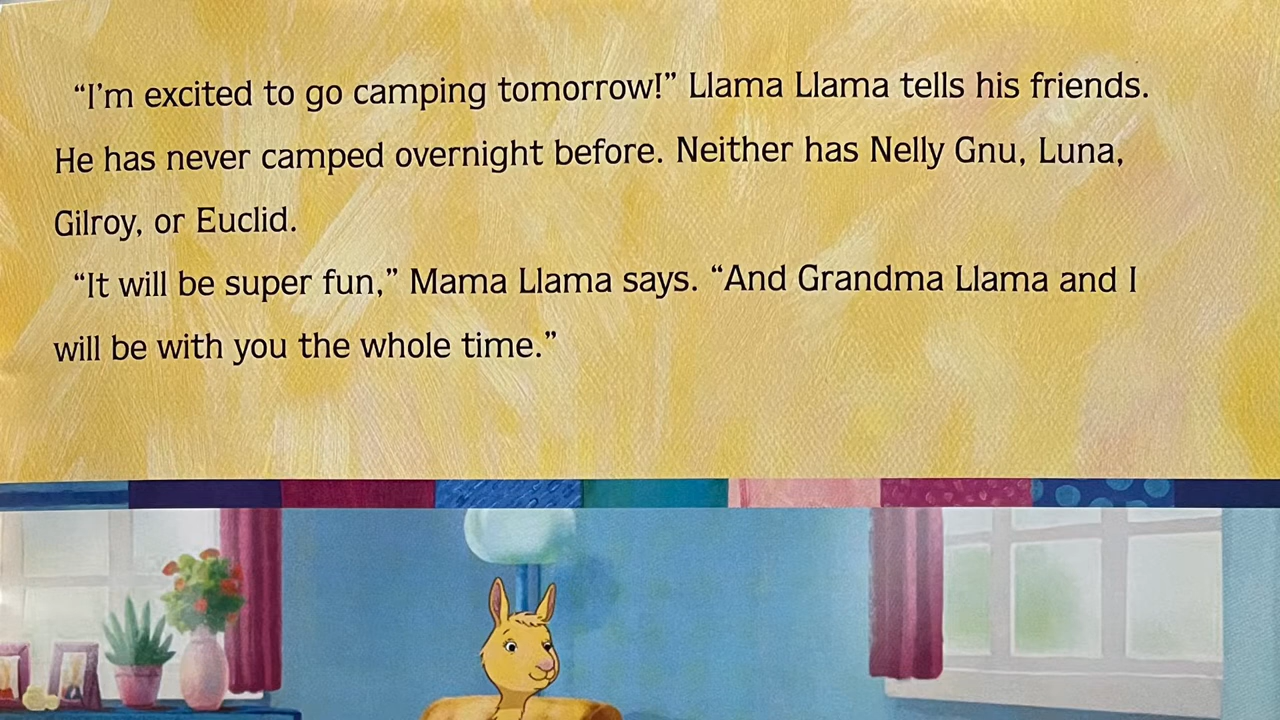 “I’m excited to go camping tomorrow!” Llama Llama tells his friends.
He has never camped overnight before. Neither has Nelly Gnu, Luna,
Gilroy, or Euclid.
“It will be super fun,” Mama Llama says. “And Grandma Llama and I
will be with you the whole time.”